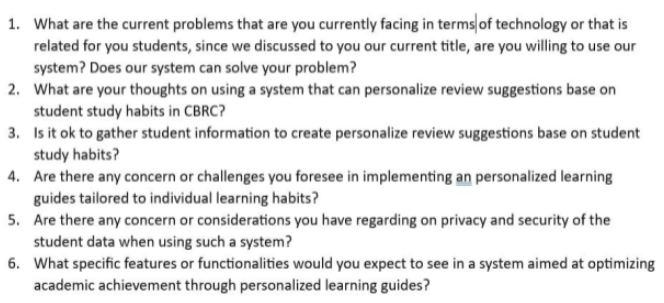 1. What are the current problems that are you currently facing in terms of technology or that is
related for you students, since we discussed to you our current title, are you willing to use our
system? Does our system can solve your problem?
2. What are your thoughts on using a system that can personalize review suggestions base on
student study habits in CBRC?
3. Is it ok to gather student information to create personalize review suggestions base on student
study habits?
4. Are there any concern or challenges you foresee in implementing an personalized learning
guides tailored to individual learning habits?
5. Are there any concern or considerations you have regarding on privacy and security of the
student data when using such a system?
6. What specific features or functionalities would you expect to see in a system aimed at optimizing
academic achievement through personalized learning guides?